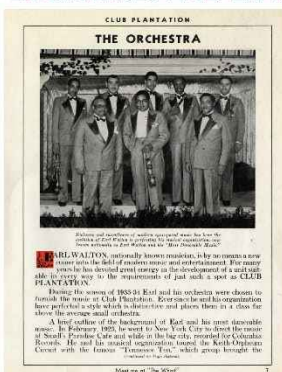 CLUB PLANTATION
THE ORCHESTRA
EARL WALTON, nationally known musician, is by no means a new
comer into the field of modern music and entertainment. For many
years he has devoted great energy in the development of a unit suit-
able in every way to the requirements of just such a spot as CLUB
PLANTATION.
During the season of 1933-34 Earl and his orchestra were chosen to
furnish the music at Club Plantation. Ever since he and his organization
have perfected a style which is distinctive and places them in a class far
above the average small orchestra.
A brief outline of the background of Earl and his most danceable
music. In February, 1925, he went to New York City to direct the music
at Small's Paradise Cafe and while in the big city, recorded for Columbia
Records. He and his musical organization toured the Keith-Orpheum
Circuit with the famous "Tennessee Ten," which group brought the
Meet me at "The Wheel"
7